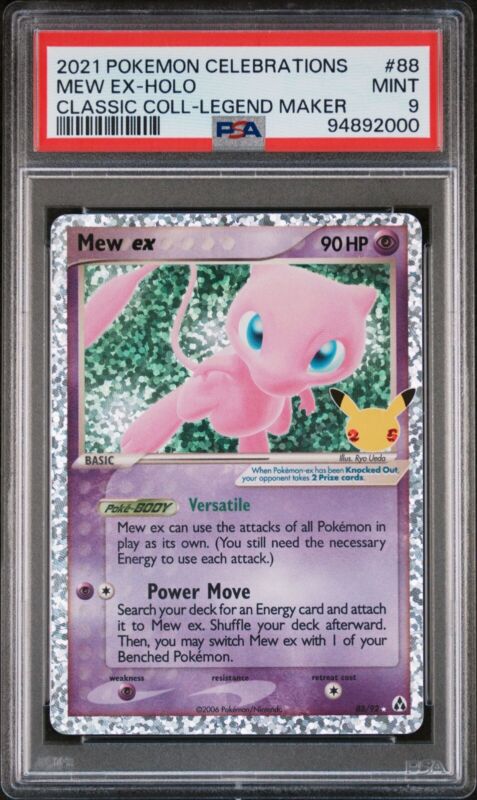 2021 POKEMON CELEBRATIONS #88
MEW EX-HOLO MINT
CLASSIC COLL-LEGEND MAKER 9
PSA 94892000
Mew ex 90 HP
BASIC
Illus. Ryo Ueda
When Pokémon-ex has been Knocked Out,
your opponent takes 2 Prize cards.
Poké-BODY Versatile
Mew ex can use the attacks of all Pokémon in
play as its own. (You still need the necessary
Energy to use each attack.)
Power Move
Search your deck for an Energy card and attach
it to Mew ex. Shuffle your deck afterward.
Then, you may switch Mew ex with 1 of your
Benched Pokémon.
weakness resistance retreat cost
©2006 Pokémon/Nintendo 88/92
PSA